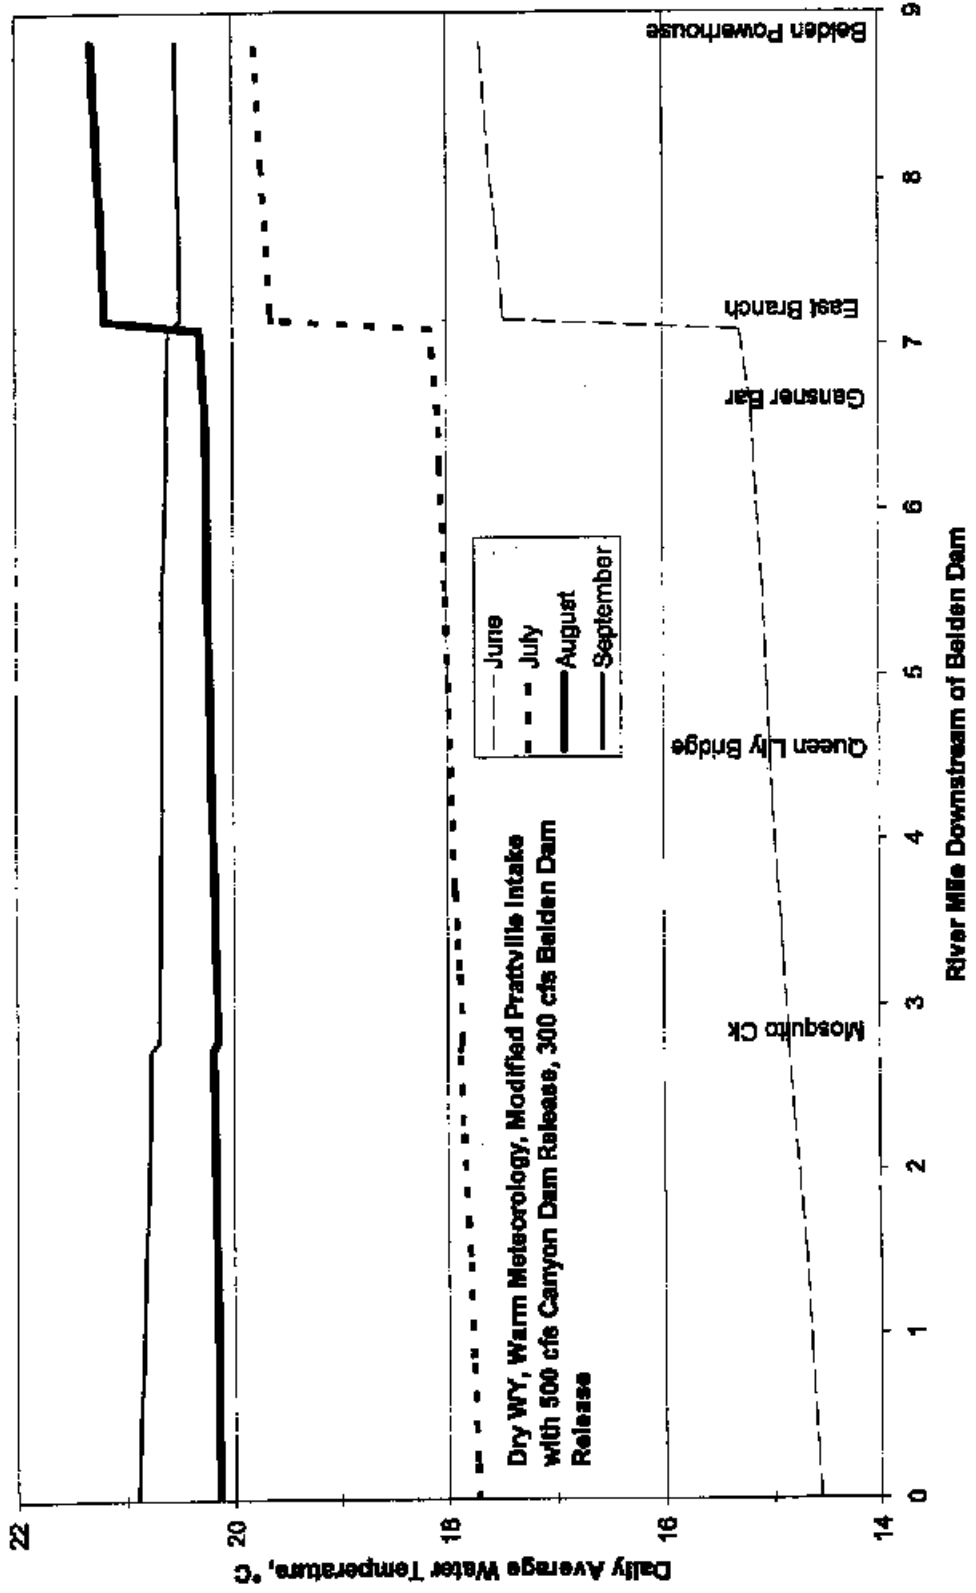 22
20
18
16
14
Daily Average Water Temperature, °C
Dry WY, Warm Meteorology, Modified Prattville Intake
with 500 cfs Canyon Dam Release, 300 cfs Belden Dam
Release
June
July
August
September
Mosquito Ck
Queen Lily Bridge
Gansner Bar
East Branch
Belden Powerhouse
0
1
2
3
4
5
6
7
8
9
River Mile Downstream of Belden Dam